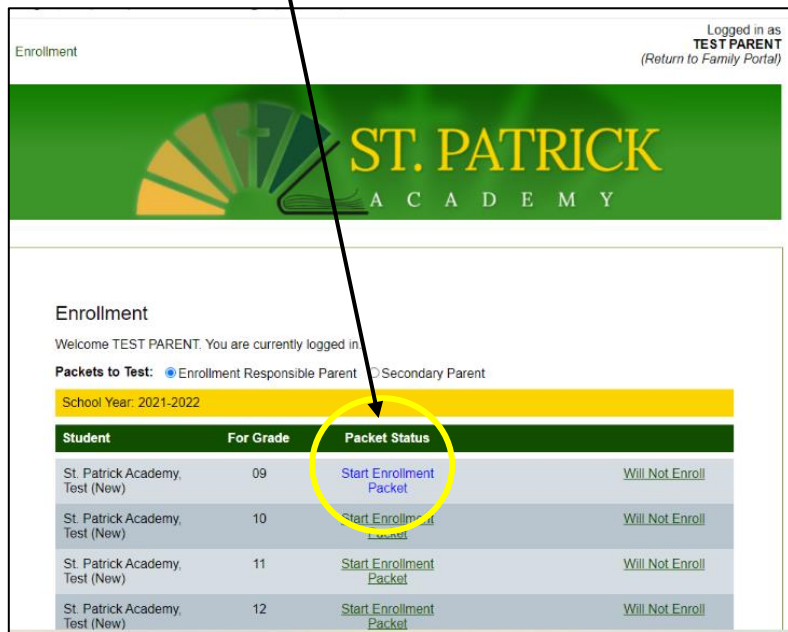 Logged in as
Enrollment
TEST PARENT
(Return to Family Portal)
ST. PATRICK
ACADEMY
Enrollment
Welcome TEST PARENT. You are currently logged in.
Packets to Test: Enrollment Responsible Parent Secondary Parent
School Year: 2021-2022
Student For Grade Packet Status
St. Patrick Academy, 09 Start Enrollment Will Not Enroll
Test (New) Packet
St. Patrick Academy, 10 Start Enrollment Will Not Enroll
Test (New) Packet
St. Patrick Academy, 11 Start Enrollment Will Not Enroll
Test (New) Packet
St. Patrick Academy, 12 Start Enrollment Will Not Enroll
Test (New) Packet